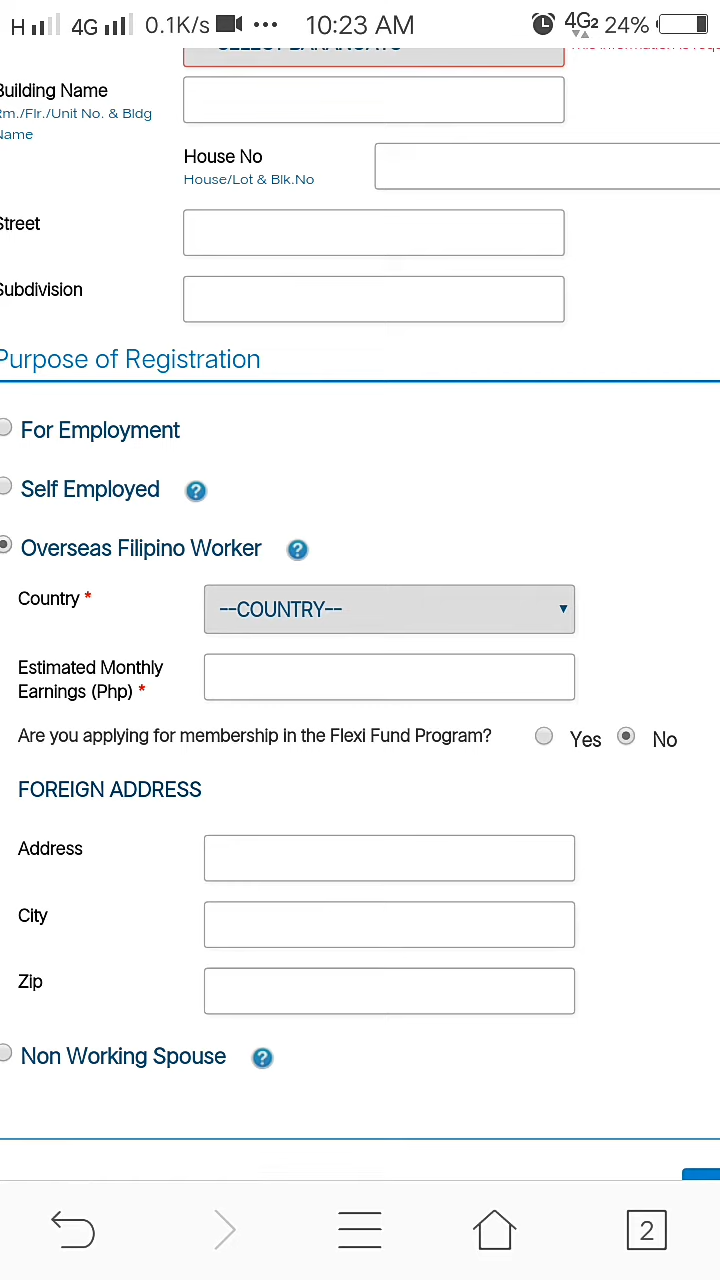 H 4G 0.1K/s ... 10:23 AM 4G2 24%
Building Name
Rm./Flr./Unit No. & Bldg
Name
House No
House/Lot & Blk.No
Street
Subdivision
Purpose of Registration
For Employment
Self Employed ?
Overseas Filipino Worker ?
Country *
--COUNTRY--
Estimated Monthly
Earnings (Php) *
Are you applying for membership in the Flexi Fund Program? Yes No
FOREIGN ADDRESS
Address
City
Zip
Non Working Spouse ?
2